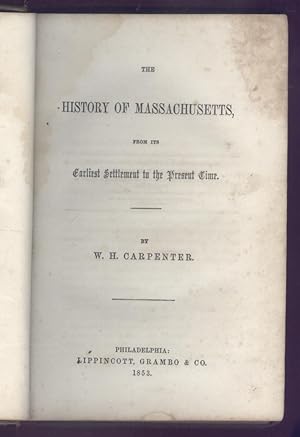 THE
HISTORY OF MASSACHUSETTS,
FROM ITS
Earliest Settlement to the Present Time.
BY
W. H. CARPENTER.
PHILADELPHIA:
LIPPINCOTT, GRAMBO & CO.
1853.